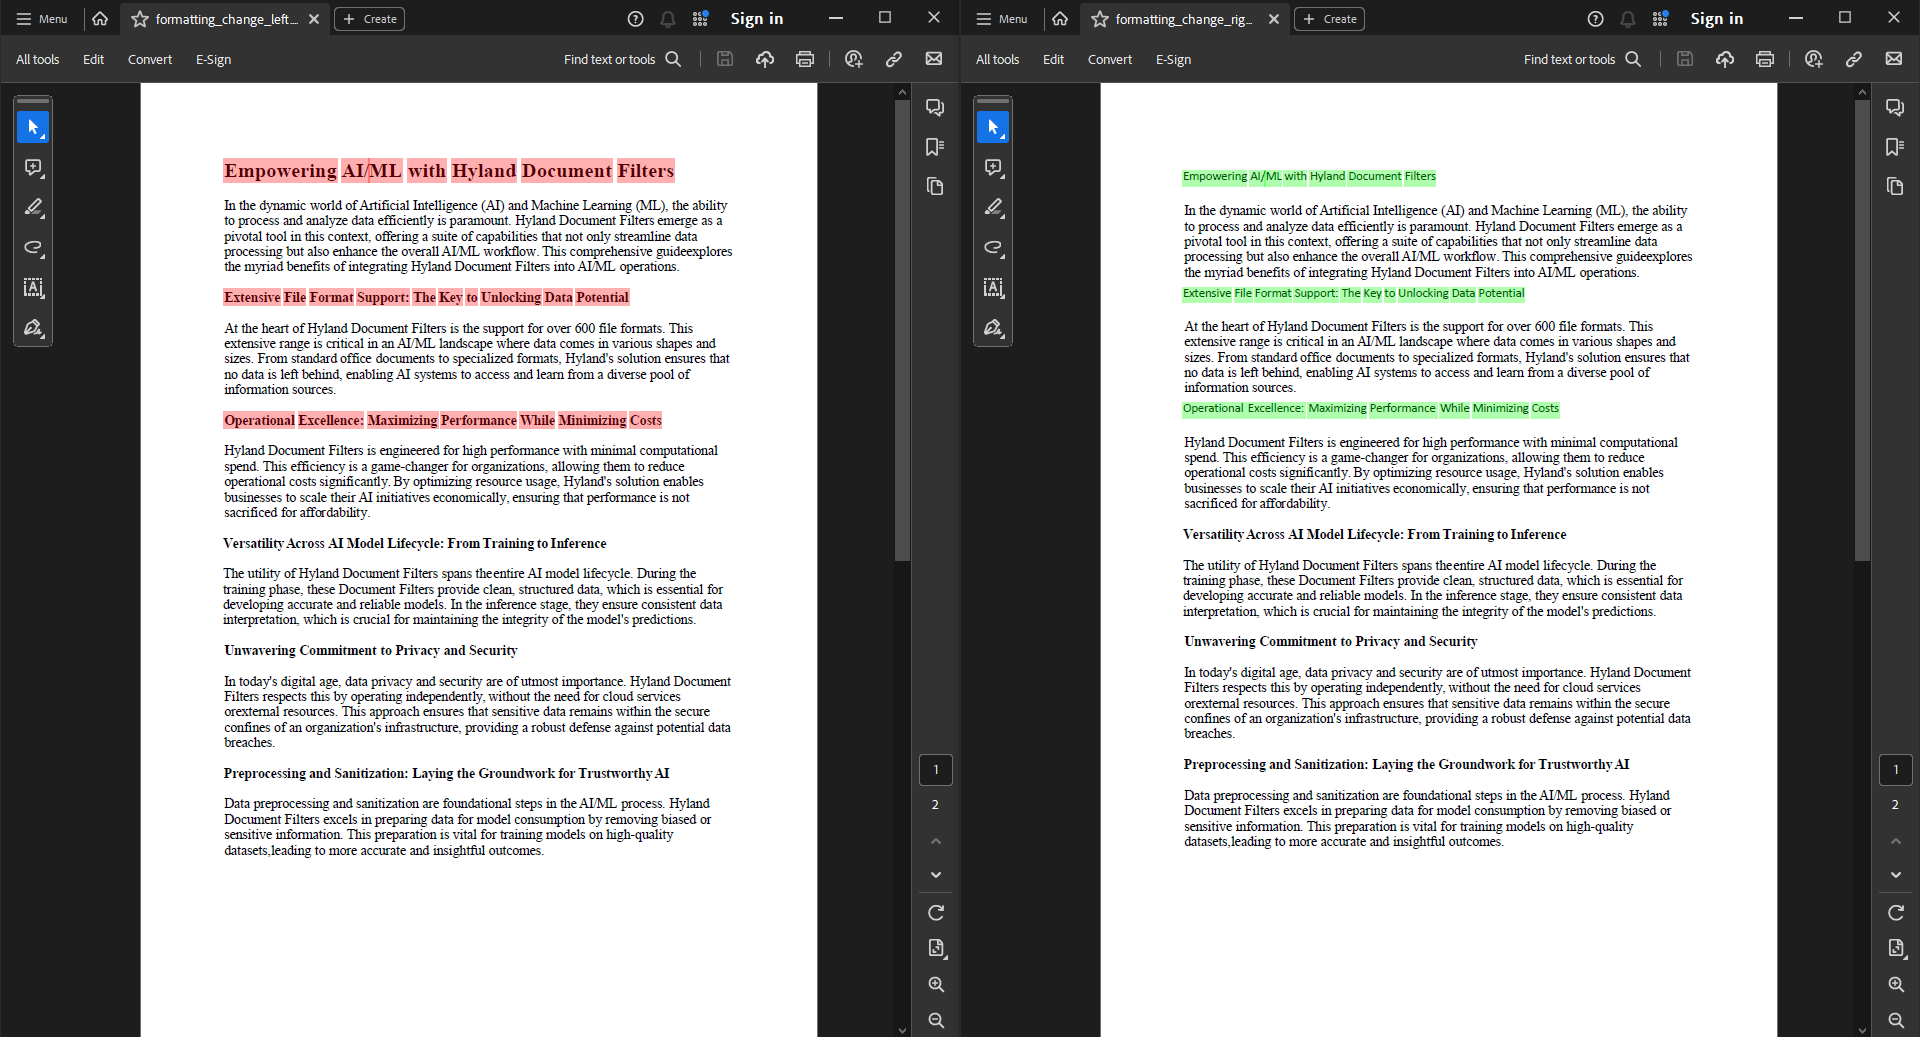 Menu
formatting_change_left...
Create
Sign in
All tools
Edit
Convert
E-Sign
Find text or tools
Empowering AI/ML with Hyland Document Filters
In the dynamic world of Artificial Intelligence (AI) and Machine Learning (ML), the ability
to process and analyze data efficiently is paramount. Hyland Document Filters emerge as a
pivotal tool in this context, offering a suite of capabilities that not only streamline data
processing but also enhance the overall AI/ML workflow. This comprehensive guideexplores
the myriad benefits of integrating Hyland Document Filters into AI/ML operations.
Extensive File Format Support: The Key to Unlocking Data Potential
At the heart of Hyland Document Filters is the support for over 600 file formats. This
extensive range is critical in an AI/ML landscape where data comes in various shapes and
sizes. From standard office documents to specialized formats, Hyland's solution ensures that
no data is left behind, enabling AI systems to access and learn from a diverse pool of
information sources.
Operational Excellence: Maximizing Performance While Minimizing Costs
Hyland Document Filters is engineered for high performance with minimal computational
spend. This efficiency is a game-changer for organizations, allowing them to reduce
operational costs significantly. By optimizing resource usage, Hyland's solution enables
businesses to scale their AI initiatives economically, ensuring that performance is not
sacrificed for affordability.
Versatility Across AI Model Lifecycle: From Training to Inference
The utility of Hyland Document Filters spans theentire AI model lifecycle. During the
training phase, these Document Filters provide clean, structured data, which is essential for
developing accurate and reliable models. In the inference stage, they ensure consistent data
interpretation, which is crucial for maintaining the integrity of the model's predictions.
Unwavering Commitment to Privacy and Security
In today's digital age, data privacy and security are of utmost importance. Hyland Document
Filters respects this by operating independently, without the need for cloud services
orexternal resources. This approach ensures that sensitive data remains within the secure
confines of an organization's infrastructure, providing a robust defense against potential data
breaches.
Preprocessing and Sanitization: Laying the Groundwork for Trustworthy AI
Data preprocessing and sanitization are foundational steps in the AI/ML process. Hyland
Document Filters excels in preparing data for model consumption by removing biased or
sensitive information. This preparation is vital for training models on high-quality
datasets,leading to more accurate and insightful outcomes.
1
2
Menu
formatting_change_rig...
Create
Sign in
All tools
Edit
Convert
E-Sign
Find text or tools
Empowering AI/ML with Hyland Document Filters
In the dynamic world of Artificial Intelligence (AI) and Machine Learning (ML), the ability
to process and analyze data efficiently is paramount. Hyland Document Filters emerge as a
pivotal tool in this context, offering a suite of capabilities that not only streamline data
processing but also enhance the overall AI/ML workflow. This comprehensive guideexplores
the myriad benefits of integrating Hyland Document Filters into AI/ML operations.
Extensive File Format Support: The Key to Unlocking Data Potential
At the heart of Hyland Document Filters is the support for over 600 file formats. This
extensive range is critical in an AI/ML landscape where data comes in various shapes and
sizes. From standard office documents to specialized formats, Hyland's solution ensures that
no data is left behind, enabling AI systems to access and learn from a diverse pool of
information sources.
Operational Excellence: Maximizing Performance While Minimizing Costs
Hyland Document Filters is engineered for high performance with minimal computational
spend. This efficiency is a game-changer for organizations, allowing them to reduce
operational costs significantly. By optimizing resource usage, Hyland's solution enables
businesses to scale their AI initiatives economically, ensuring that performance is not
sacrificed for affordability.
Versatility Across AI Model Lifecycle: From Training to Inference
The utility of Hyland Document Filters spans theentire AI model lifecycle. During the
training phase, these Document Filters provide clean, structured data, which is essential for
developing accurate and reliable models. In the inference stage, they ensure consistent data
interpretation, which is crucial for maintaining the integrity of the model's predictions.
Unwavering Commitment to Privacy and Security
In today's digital age, data privacy and security are of utmost importance. Hyland Document
Filters respects this by operating independently, without the need for cloud services
orexternal resources. This approach ensures that sensitive data remains within the secure
confines of an organization's infrastructure, providing a robust defense against potential data
breaches.
Preprocessing and Sanitization: Laying the Groundwork for Trustworthy AI
Data preprocessing and sanitization are foundational steps in the AI/ML process. Hyland
Document Filters excels in preparing data for model consumption by removing biased or
sensitive information. This preparation is vital for training models on high-quality
datasets,leading to more accurate and insightful outcomes.
1
2